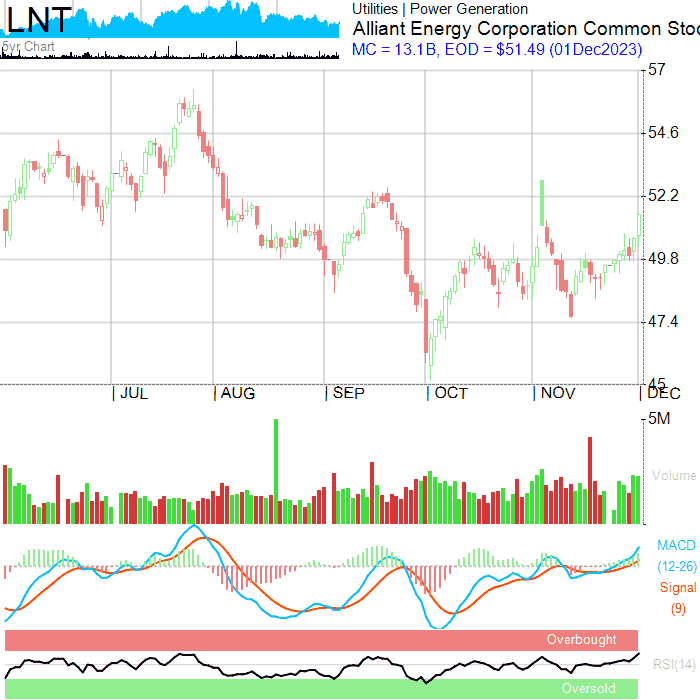 LNT
5yr Chart
Utilities | Power Generation
Alliant Energy Corporation Common Stoc
MC = 13.1B, EOD = $51.49 (01Dec2023)
57
54.6
52.2
49.8
47.4
45
JUL AUG SEP OCT NOV DEC
5M
Volume
MACD
(12-26)
Signal
(9)
Overbought
RSI(14)
Oversold